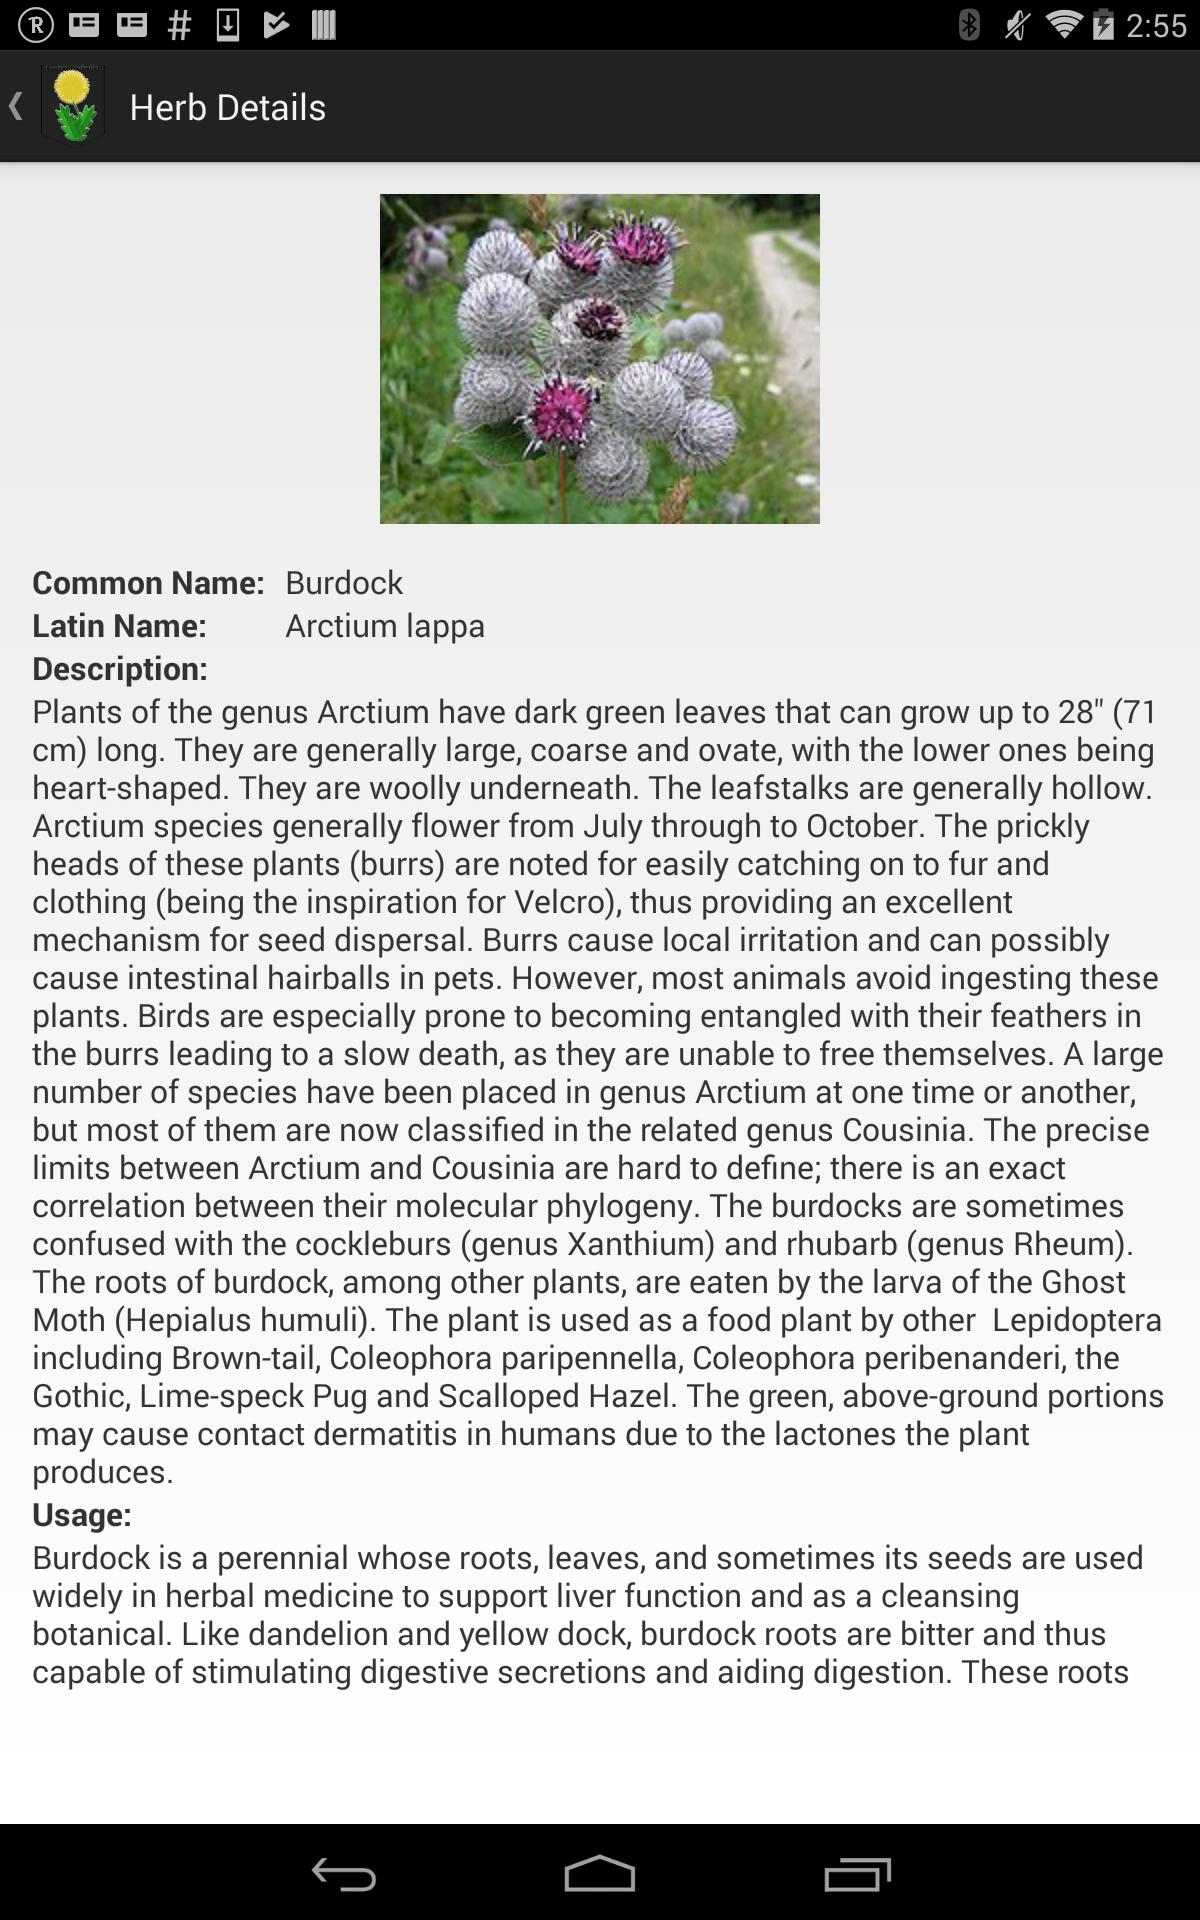 2:55
Herb Details
Common Name: Burdock
Latin Name: Arctium lappa
Description:
Plants of the genus Arctium have dark green leaves that can grow up to 28" (71
cm) long. They are generally large, coarse and ovate, with the lower ones being
heart-shaped. They are woolly underneath. The leafstalks are generally hollow.
Arctium species generally flower from July through to October. The prickly
heads of these plants (burrs) are noted for easily catching on to fur and
clothing (being the inspiration for Velcro), thus providing an excellent
mechanism for seed dispersal. Burrs cause local irritation and can possibly
cause intestinal hairballs in pets. However, most animals avoid ingesting these
plants. Birds are especially prone to becoming entangled with their feathers in
the burrs leading to a slow death, as they are unable to free themselves. A large
number of species have been placed in genus Arctium at one time or another,
but most of them are now classified in the related genus Cousinia. The precise
limits between Arctium and Cousinia are hard to define; there is an exact
correlation between their molecular phylogeny. The burdocks are sometimes
confused with the cockleburs (genus Xanthium) and rhubarb (genus Rheum).
The roots of burdock, among other plants, are eaten by the larva of the Ghost
Moth (Hepialus humuli). The plant is used as a food plant by other  Lepidoptera
including Brown-tail, Coleophora paripennella, Coleophora peribenanderi, the
Gothic, Lime-speck Pug and Scalloped Hazel. The green, above-ground portions
may cause contact dermatitis in humans due to the lactones the plant
produces.
Usage:
Burdock is a perennial whose roots, leaves, and sometimes its seeds are used
widely in herbal medicine to support liver function and as a cleansing
botanical. Like dandelion and yellow dock, burdock roots are bitter and thus
capable of stimulating digestive secretions and aiding digestion. These roots